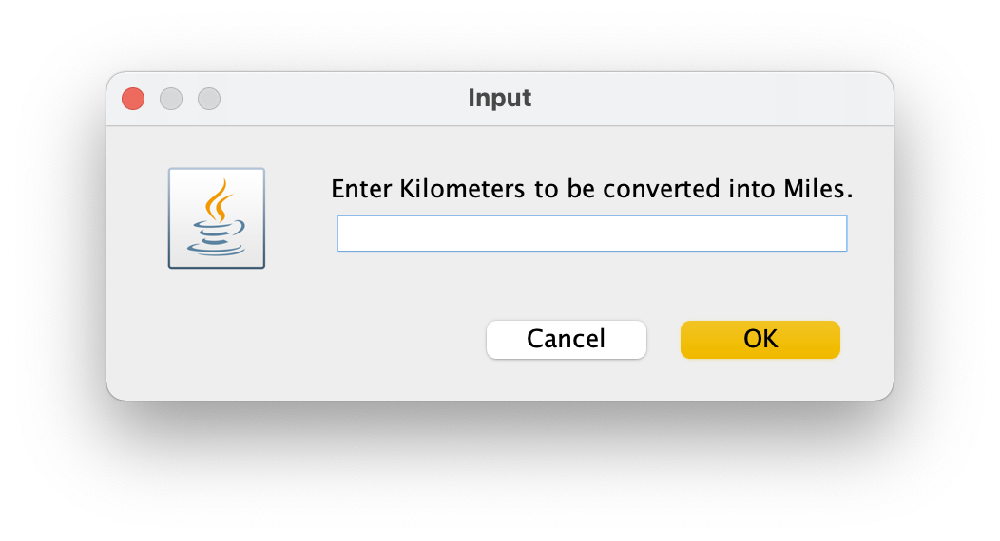 Input
Enter Kilometers to be converted into Miles.
Cancel
OK